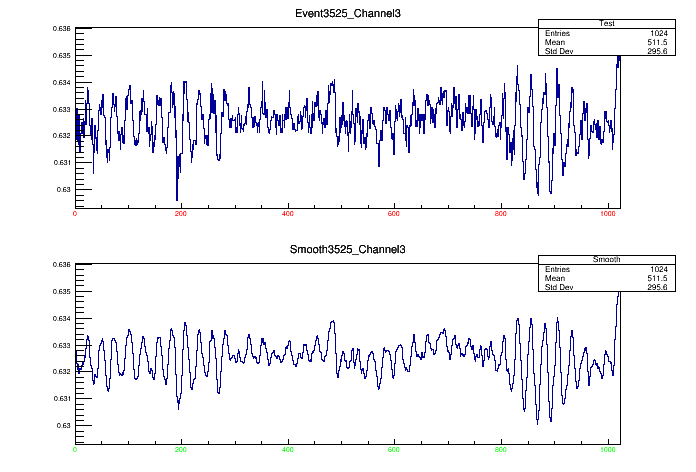 Event3525_Channel3
Test
Entries 1024
Mean 511.5
Std Dev 295.6
0.636
0.635
0.634
0.633
0.632
0.631
0.63
0 200 400 600 800 1000
Smooth3525_Channel3
Smooth
Entries 1024
Mean 511.5
Std Dev 295.6
0.636
0.635
0.634
0.633
0.632
0.631
0.63
0 200 400 600 800 1000